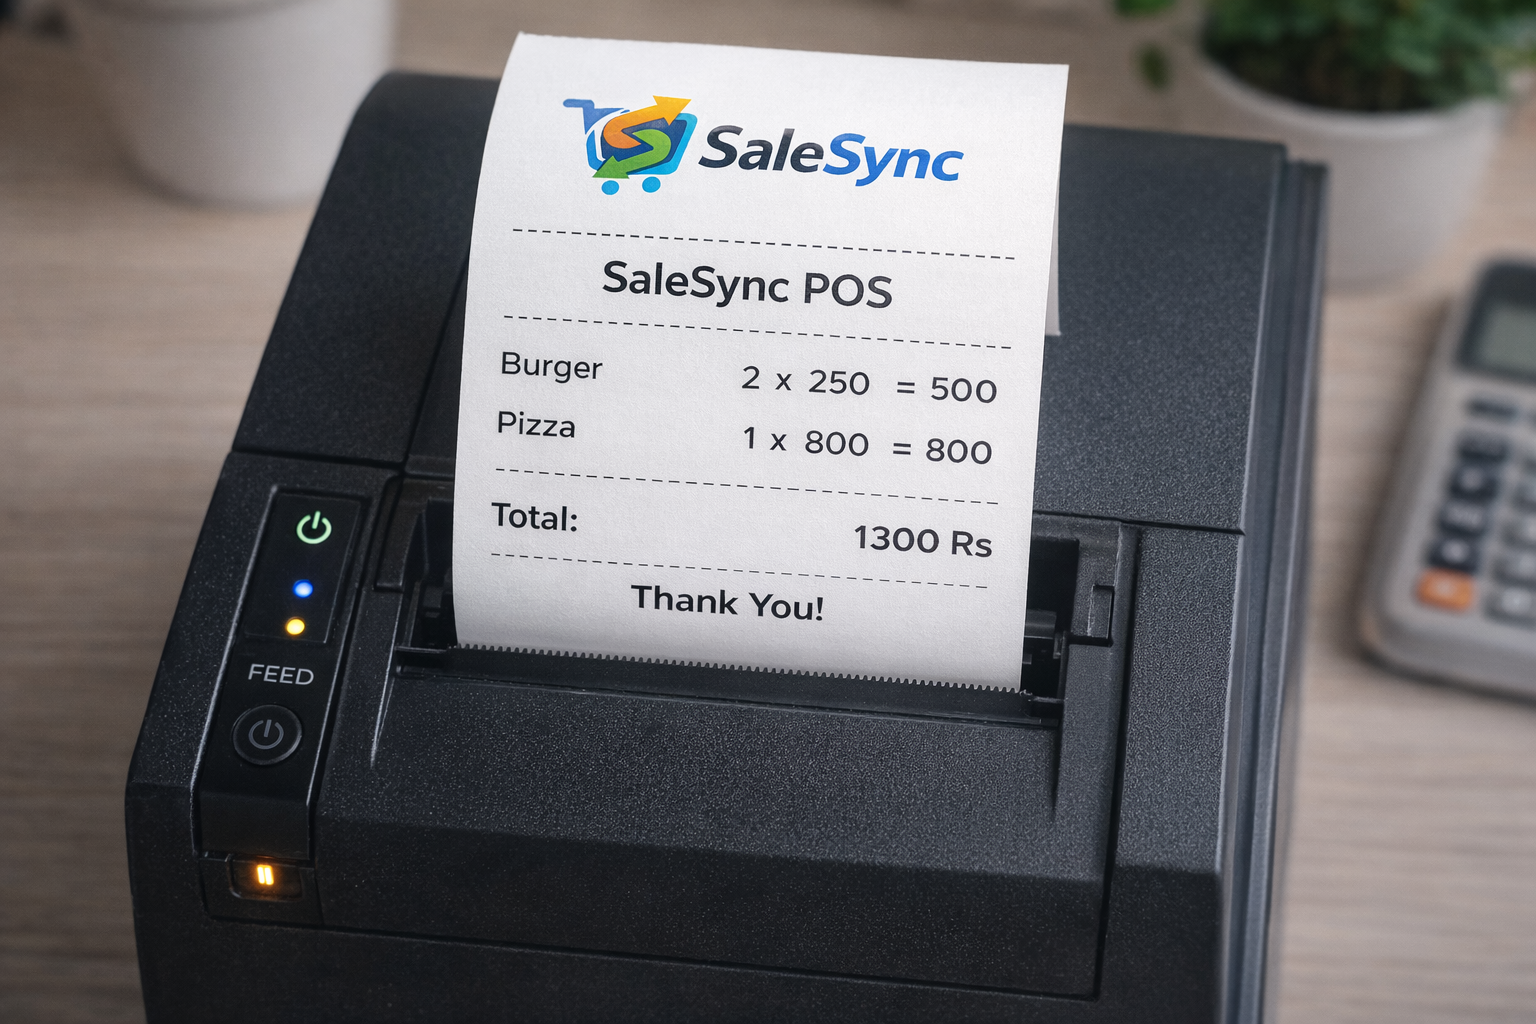 SaleSync
SaleSync POS
Burger 2 x 250 = 500
Pizza 1 x 800 = 800
Total: 1300 Rs
Thank You!
FEED